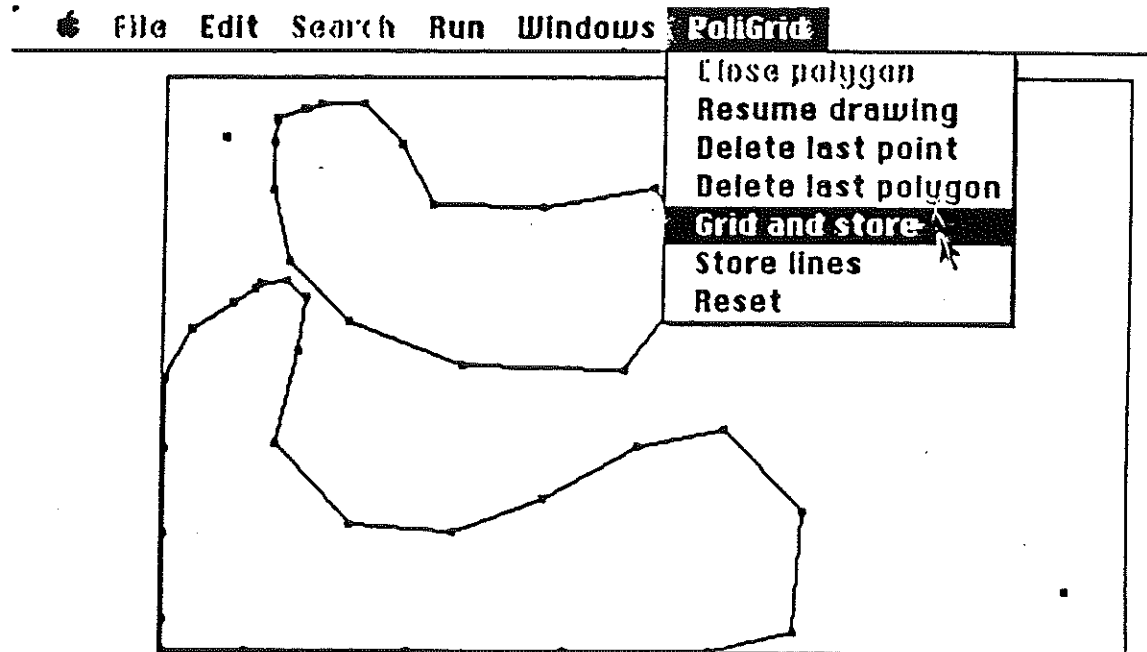 File Edit Search Run Windows PoliGrid
Close polygon
Resume drawing
Delete last point
Delete last polygon
Grid and store
Store lines
Reset